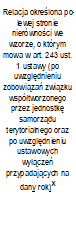 Relacja określona po-
lewej stronie
nierówności we
wzorze, o którym
mowa w art. 243 ust.
1 ustawy (po
uwzględnieniu
zobowiązań związku
współtworzonego
przez jednostkę
samorządu
terytorialnego oraz
po uwzględnieniu
ustawowych
wyłączeń
przypadających na
dany rok)ˣ